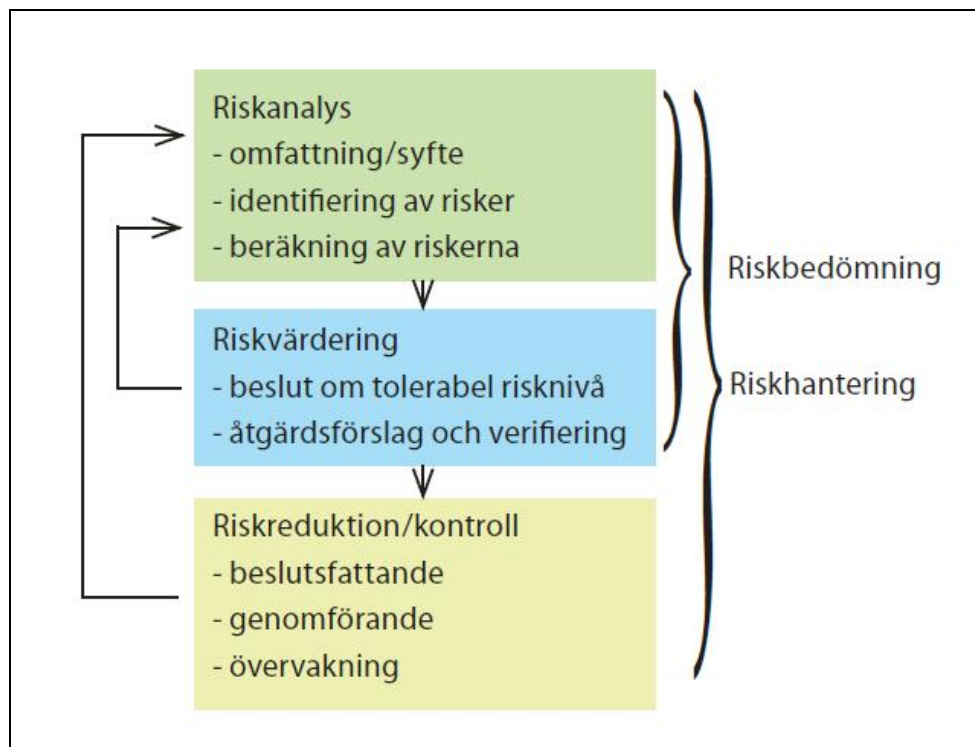 Riskanalys
- omfattning/syfte
- identifiering av risker
- beräkning av riskerna
Riskvärdering
- beslut om tolerabel risknivå
- åtgärdsförslag och verifiering
Riskreduktion/kontroll
- beslutsfattande
- genomförande
- övervakning
Riskbedömning
Riskhantering